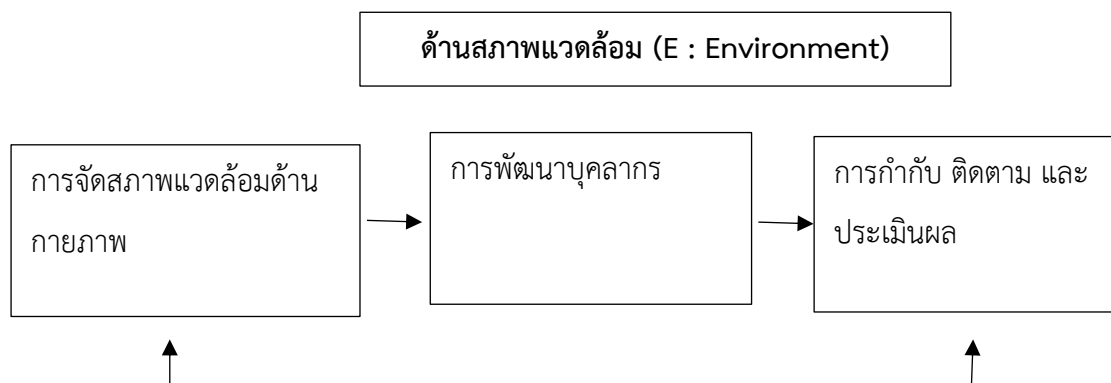 ด้านสภาพแวดล้อม (E : Environment)
การจัดสภาพแวดล้อมด้าน
กายภาพ
การพัฒนาบุคลากร
การกำกับ ติดตาม และ
ประเมินผล